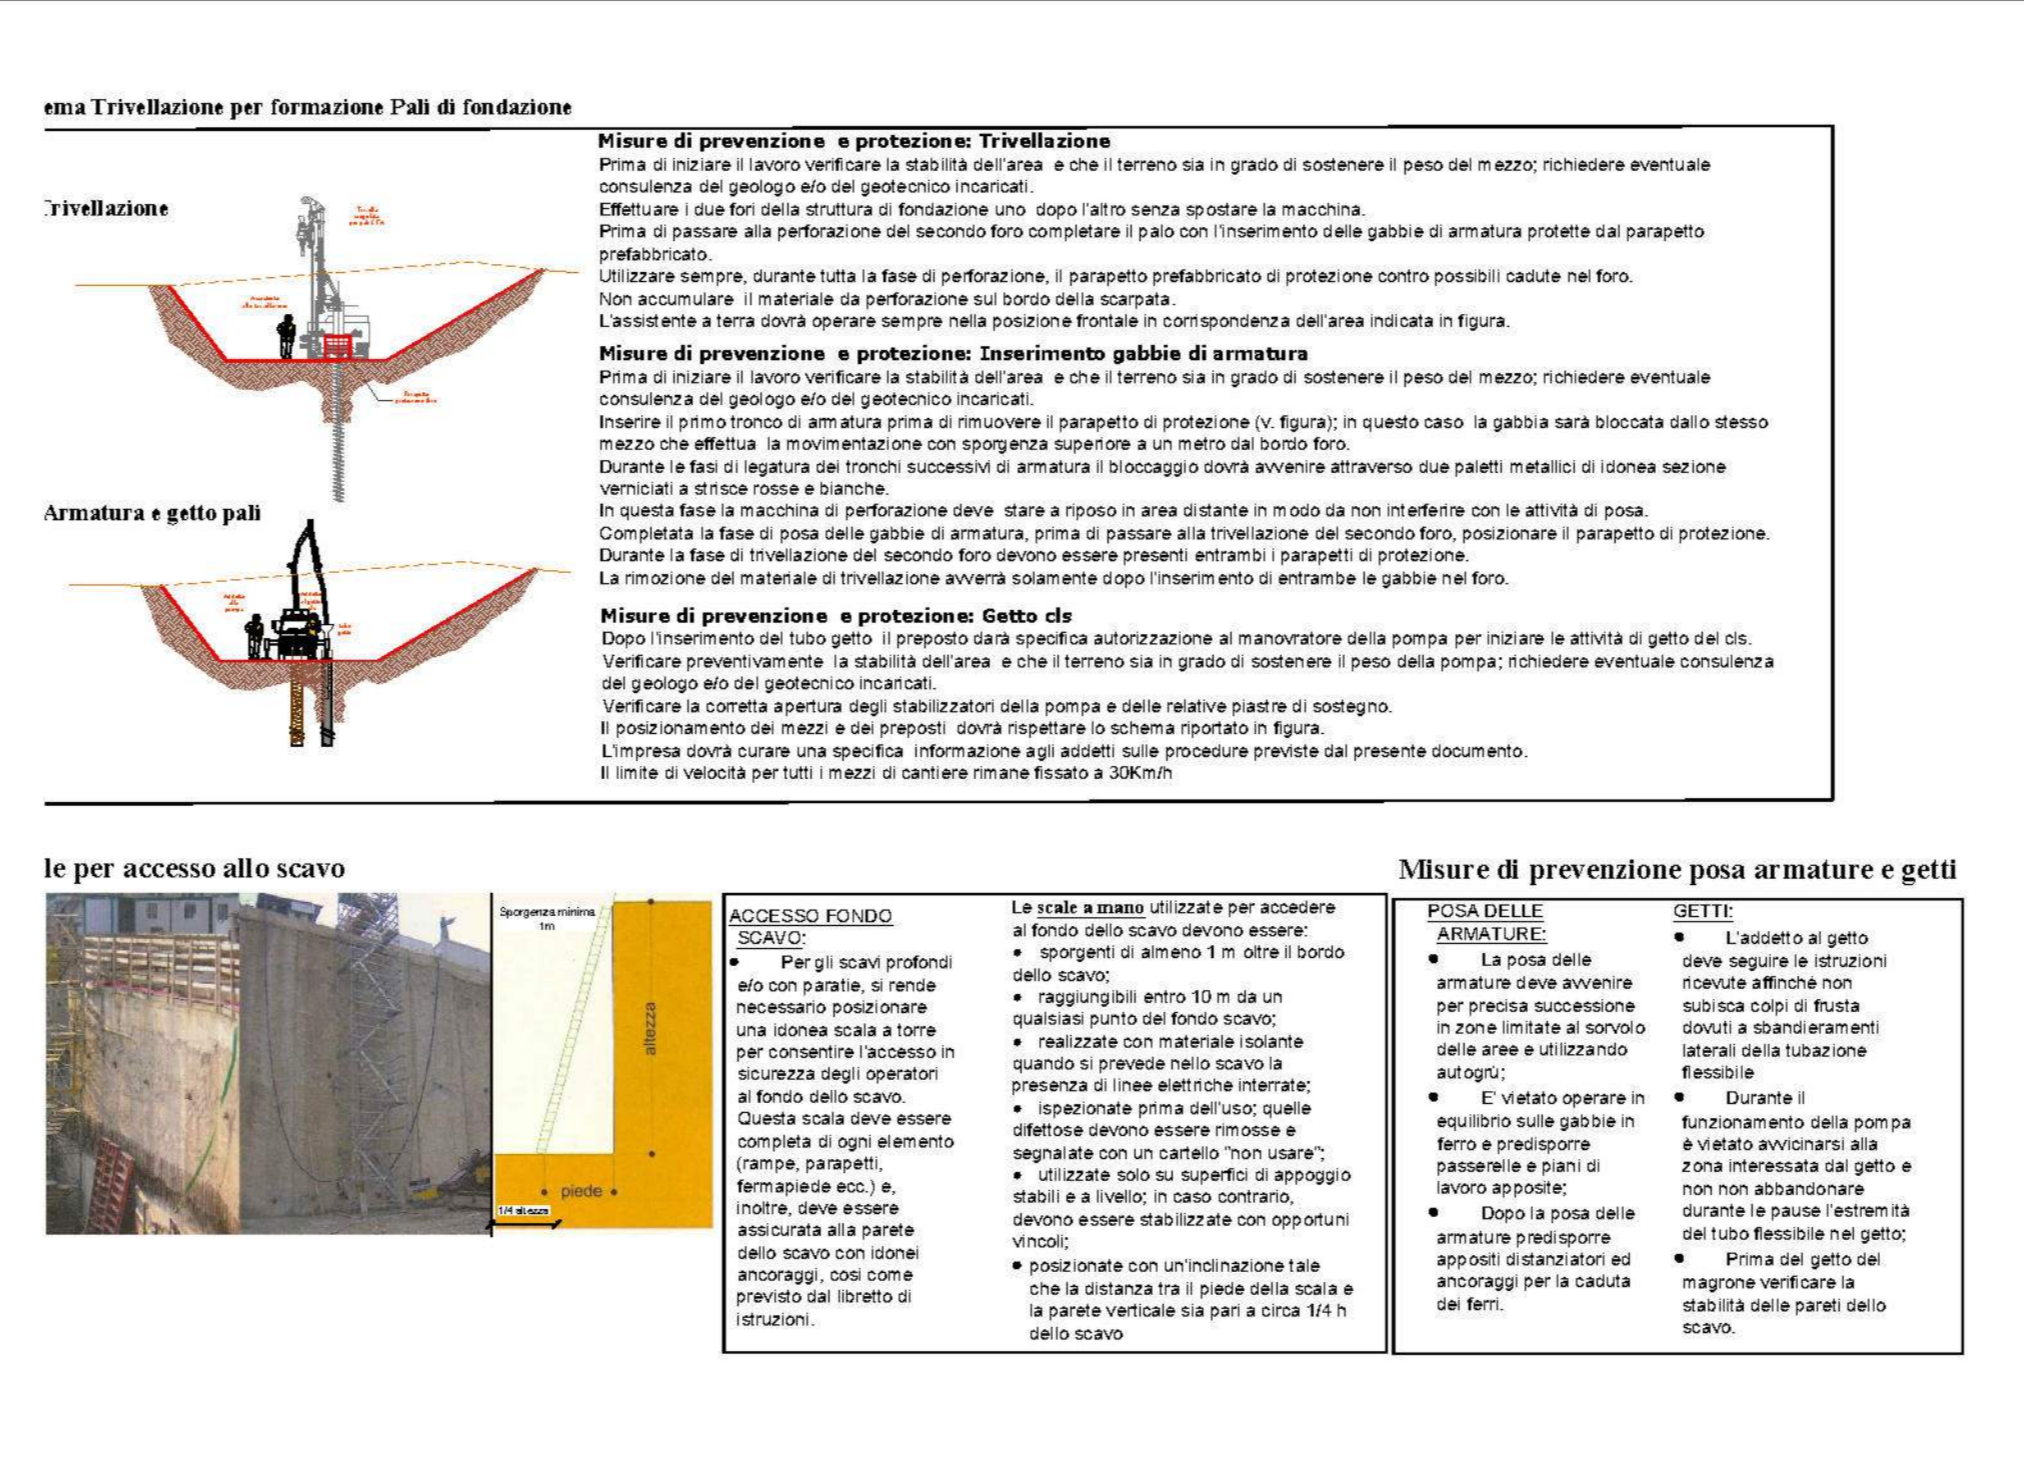 ema Trivellazione per formazione Pali di fondazione
Trivellazione
Armatura e getto pali
Misure di prevenzione e protezione: Trivellazione
Prima di iniziare il lavoro verificare la stabilità dell'area e che il terreno sia in grado di sostenere il peso del mezzo; richiedere eventuale
consulenza del geologo e/o del geotecnico incaricati.
Effettuare i due fori della struttura di fondazione uno dopo l'altro senza spostare la macchina.
Prima di passare alla perforazione del secondo foro completare il palo con l'inserimento delle gabbie di armatura protette dal parapetto
prefabbricato.
Utilizzare sempre, durante tutta la fase di perforazione, il parapetto prefabbricato di protezione contro possibili cadute nel foro.
Non accumulare il materiale da perforazione sul bordo della scarpata.
L'assistente a terra dovrà operare sempre nella posizione frontale in corrispondenza dell'area indicata in figura.
Misure di prevenzione e protezione: Inserimento gabbie di armatura
Prima di iniziare il lavoro verificare la stabilità dell'area e che il terreno sia in grado di sostenere il peso del mezzo; richiedere eventuale
consulenza del geologo e/o del geotecnico incaricati.
Inserire il primo tronco di armatura prima di rimuovere il parapetto di protezione (v. figura); in questo caso la gabbia sarà bloccata dallo stesso
mezzo che effettua la movimentazione con sporgenza superiore a un metro dal bordo foro.
Durante le fasi di legatura dei tronchi successivi di armatura il bloccaggio dovrà avvenire attraverso due paletti metallici di idonea sezione
verniciati a strisce rosse e bianche.
In questa fase la macchina di perforazione deve stare a riposo in area distante in modo da non interferire con le attività di posa.
Completata la fase di posa delle gabbie di armatura, prima di passare alla trivellazione del secondo foro, posizionare il parapetto di protezione.
Durante la fase di trivellazione del secondo foro devono essere presenti entrambi i parapetti di protezione.
La rimozione del materiale di trivellazione avverrà solamente dopo l'inserimento di entrambe le gabbie nel foro.
Misure di prevenzione e protezione: Getto cls
Dopo l'inserimento del tubo getto il preposto darà specifica autorizzazione al manovratore della pompa per iniziare le attività di getto del cls.
Verificare preventivamente la stabilità dell'area e che il terreno sia in grado di sostenere il peso della pompa; richiedere eventuale consulenza
del geologo e/o del geotecnico incaricati.
Verificare la corretta apertura degli stabilizzatori della pompa e delle relative piastre di sostegno.
Il posizionamento dei mezzi e dei preposti dovrà rispettare lo schema riportato in figura.
L'impresa dovrà curare una specifica informazione agli addetti sulle procedure previste dal presente documento.
Il limite di velocità per tutti i mezzi di cantiere rimane fissato a 30Km/h
le per accesso allo scavo
Sporgenza minima
1m
altezza
piede
1/4 altezza
ACCESSO FONDO
SCAVO:
• Per gli scavi profondi
e/o con paratie, si rende
necessario posizionare
una idonea scala a torre
per consentire l'accesso in
sicurezza degli operatori
al fondo dello scavo.
Questa scala deve essere
completa di ogni elemento
(rampe, parapetti,
fermapiede ecc.) e,
inoltre, deve essere
assicurata alla parete
dello scavo con idonei
ancoraggi, cosi come
previsto dal libretto di
istruzioni.
Le scale a mano utilizzate per accedere
al fondo dello scavo devono essere:
• sporgenti di almeno 1 m oltre il bordo
dello scavo;
• raggiungibili entro 10 m da un
qualsiasi punto del fondo scavo;
• realizzate con materiale isolante
quando si prevede nello scavo la
presenza di linee elettriche interrate;
• ispezionate prima dell'uso; quelle
difettose devono essere rimosse e
segnalate con un cartello "non usare";
• utilizzate solo su superfici di appoggio
stabili e a livello; in caso contrario,
devono essere stabilizzate con opportuni
vincoli;
• posizionate con un'inclinazione tale
che la distanza tra il piede della scala e
la parete verticale sia pari a circa 1/4 h
dello scavo
Misure di prevenzione posa armature e getti
POSA DELLE
ARMATURE:
• La posa delle
armature deve avvenire
per precisa successione
in zone limitate al sorvolo
delle aree e utilizzando
autogrù;
• E' vietato operare in
equilibrio sulle gabbie in
ferro e predisporre
passerelle e piani di
lavoro apposite;
• Dopo la posa delle
armature predisporre
appositi distanziatori ed
ancoraggi per la caduta
dei ferri.
GETTI:
• L'addetto al getto
deve seguire le istruzioni
ricevute affinché non
subisca colpi di frusta
dovuti a sbandieramenti
laterali della tubazione
flessibile
• Durante il
funzionamento della pompa
è vietato avvicinarsi alla
zona interessata dal getto e
non non abbandonare
durante le pause l'estremità
del tubo flessibile nel getto;
• Prima del getto del
magrone verificare la
stabilità delle pareti dello
scavo.